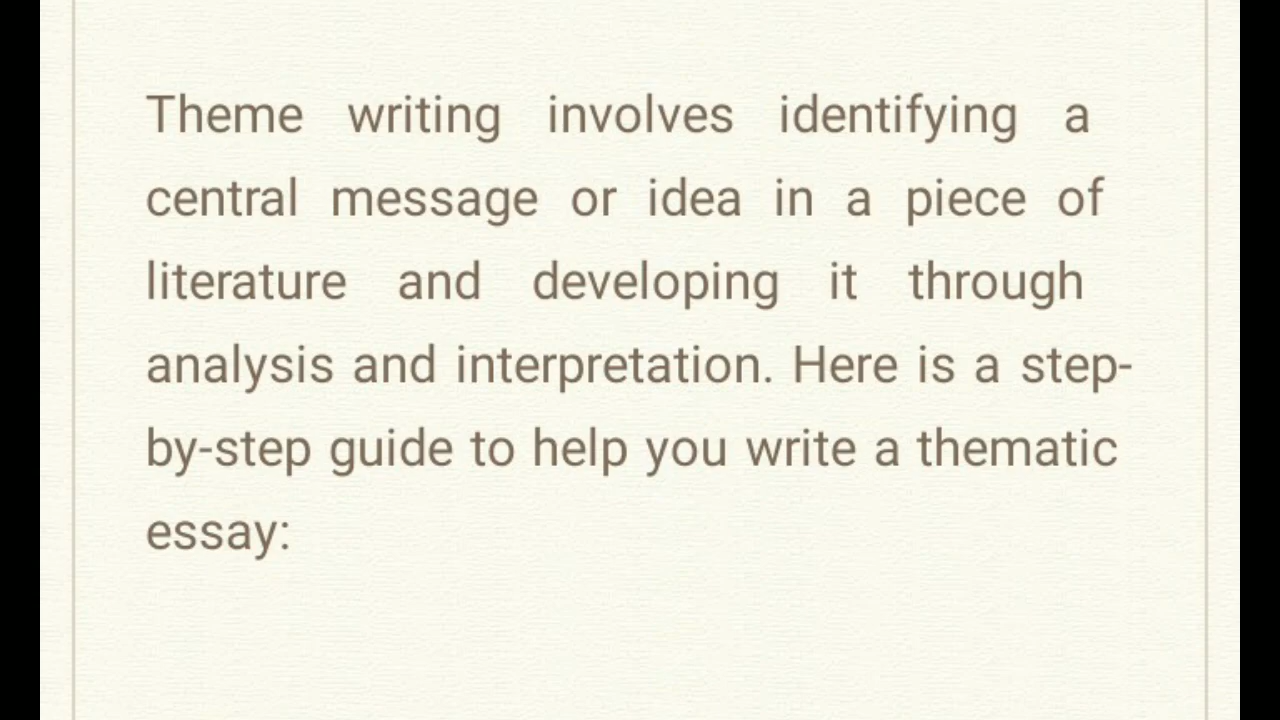 Theme writing involves identifying a
central message or idea in a piece of
literature and developing it through
analysis and interpretation. Here is a step-
by-step guide to help you write a thematic
essay: